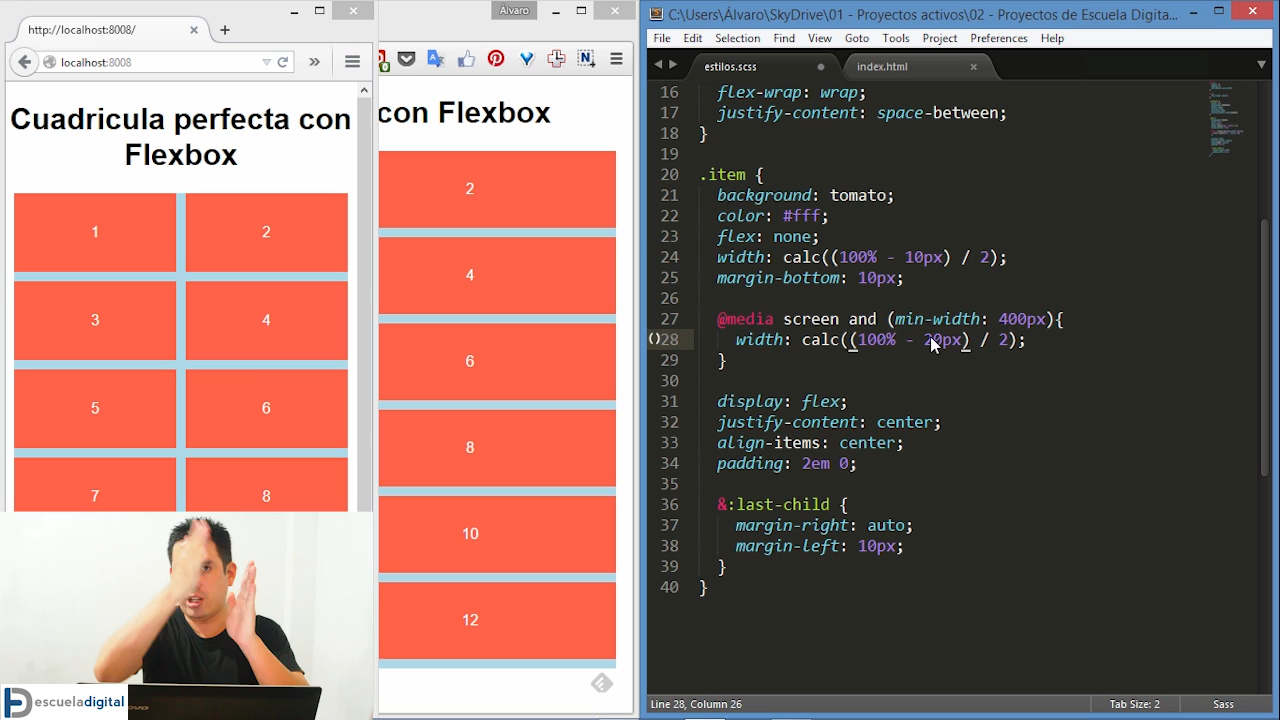 http://localhost:8008/
localhost:8008
Cuadricula perfecta con
Flexbox
1
2
3
4
5
6
7
8
escueladigital
Álvaro
con Flexbox
2
4
6
8
10
12
C:\Users\Álvaro\SkyDrive\01 - Proyectos activos\02 - Proyectos de Escuela Digita...
File Edit Selection Find View Goto Tools Project Preferences Help
estilos.scss
index.html
16 flex-wrap: wrap;
17 justify-content: space-between;
18 }
19
20 .item {
21 background: tomato;
22 color: #fff;
23 flex: none;
24 width: calc((100% - 10px) / 2);
25 margin-bottom: 10px;
26
27 @media screen and (min-width: 400px){
28 width: calc((100% - 20px) / 2);
29 }
30
31 display: flex;
32 justify-content: center;
33 align-items: center;
34 padding: 2em 0;
35
36 &:last-child {
37 margin-right: auto;
38 margin-left: 10px;
39 }
40 }
Line 28, Column 26
Tab Size: 2
Sass